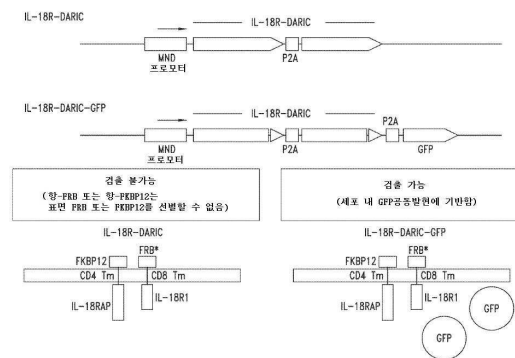 IL-18R-DARIC
IL-18R-DARIC
MND
프로모터
P2A
IL-18R-DARIC-GFP
IL-18R-DARIC
P2A
MND
프로모터
P2A
GFP
검출 불가능
(항-FRB 또는 항-FKBP12는
표면 FRB 또는 FKBP12를 선별할 수 없음)
검출 가능
(세포 내 GFP공동발현에 기반함)
IL-18R-DARIC
IL-18R-DARIC-GFP
FKBP12
FRB*
CD4 Tm
CD8 Tm
IL-18RAP
IL-18R1
FKBP12
FRB*
CD4 Tm
CD8 Tm
IL-18RAP
IL-18R1
GFP
GFP